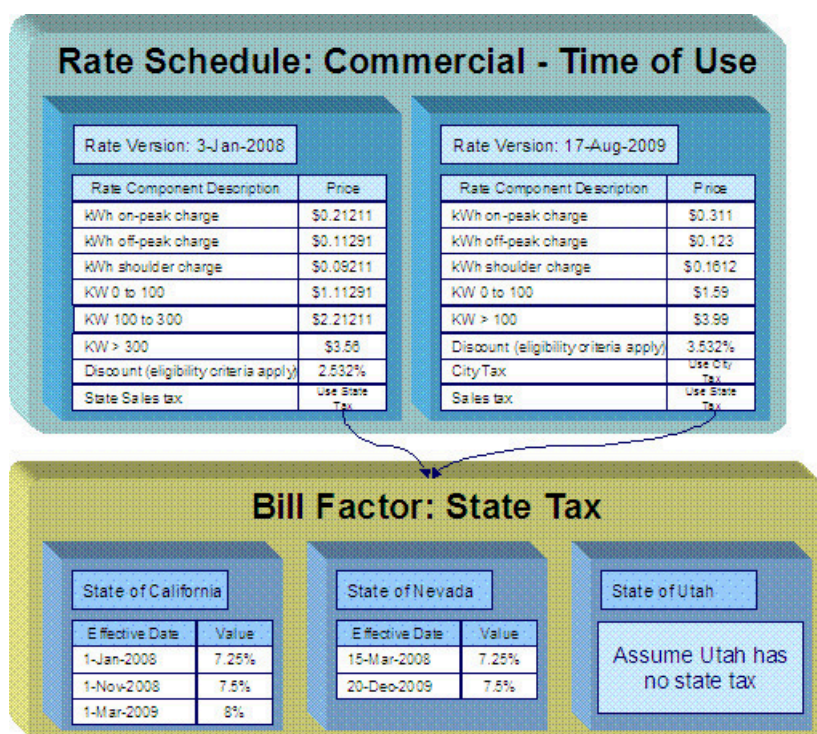 Rate Schedule: Commercial - Time of Use
Rate Version: 3-Jan-2008
Rate Component Description Price
kWh on-peak charge $0.21211
kWh off-peak charge $0.11291
kWh shoulder charge $0.09211
KW 0 to 100 $1.11291
KW 100 to 300 $2.21211
KW > 300 $3.56
Discount (eligibility criteria apply) 2.532%
State Sales tax Use State Tax
Rate Version: 17-Aug-2009
Rate Component Description Price
kWh on-peak charge $0.311
kWh off-peak charge $0.123
kWh shoulder charge $0.1612
KW 0 to 100 $1.59
KW > 100 $3.99
Discount (eligibility criteria apply) 3.532%
City Tax Use City Tax
Sales tax Use State Tax
Bill Factor: State Tax
State of California
Effective Date Value
1-Jan-2008 7.25%
1-Nov-2008 7.5%
1-Mar-2009 8%
State of Nevada
Effective Date Value
15-Mar-2008 7.25%
20-Dec-2009 7.5%
State of Utah
Assume Utah has
no state tax